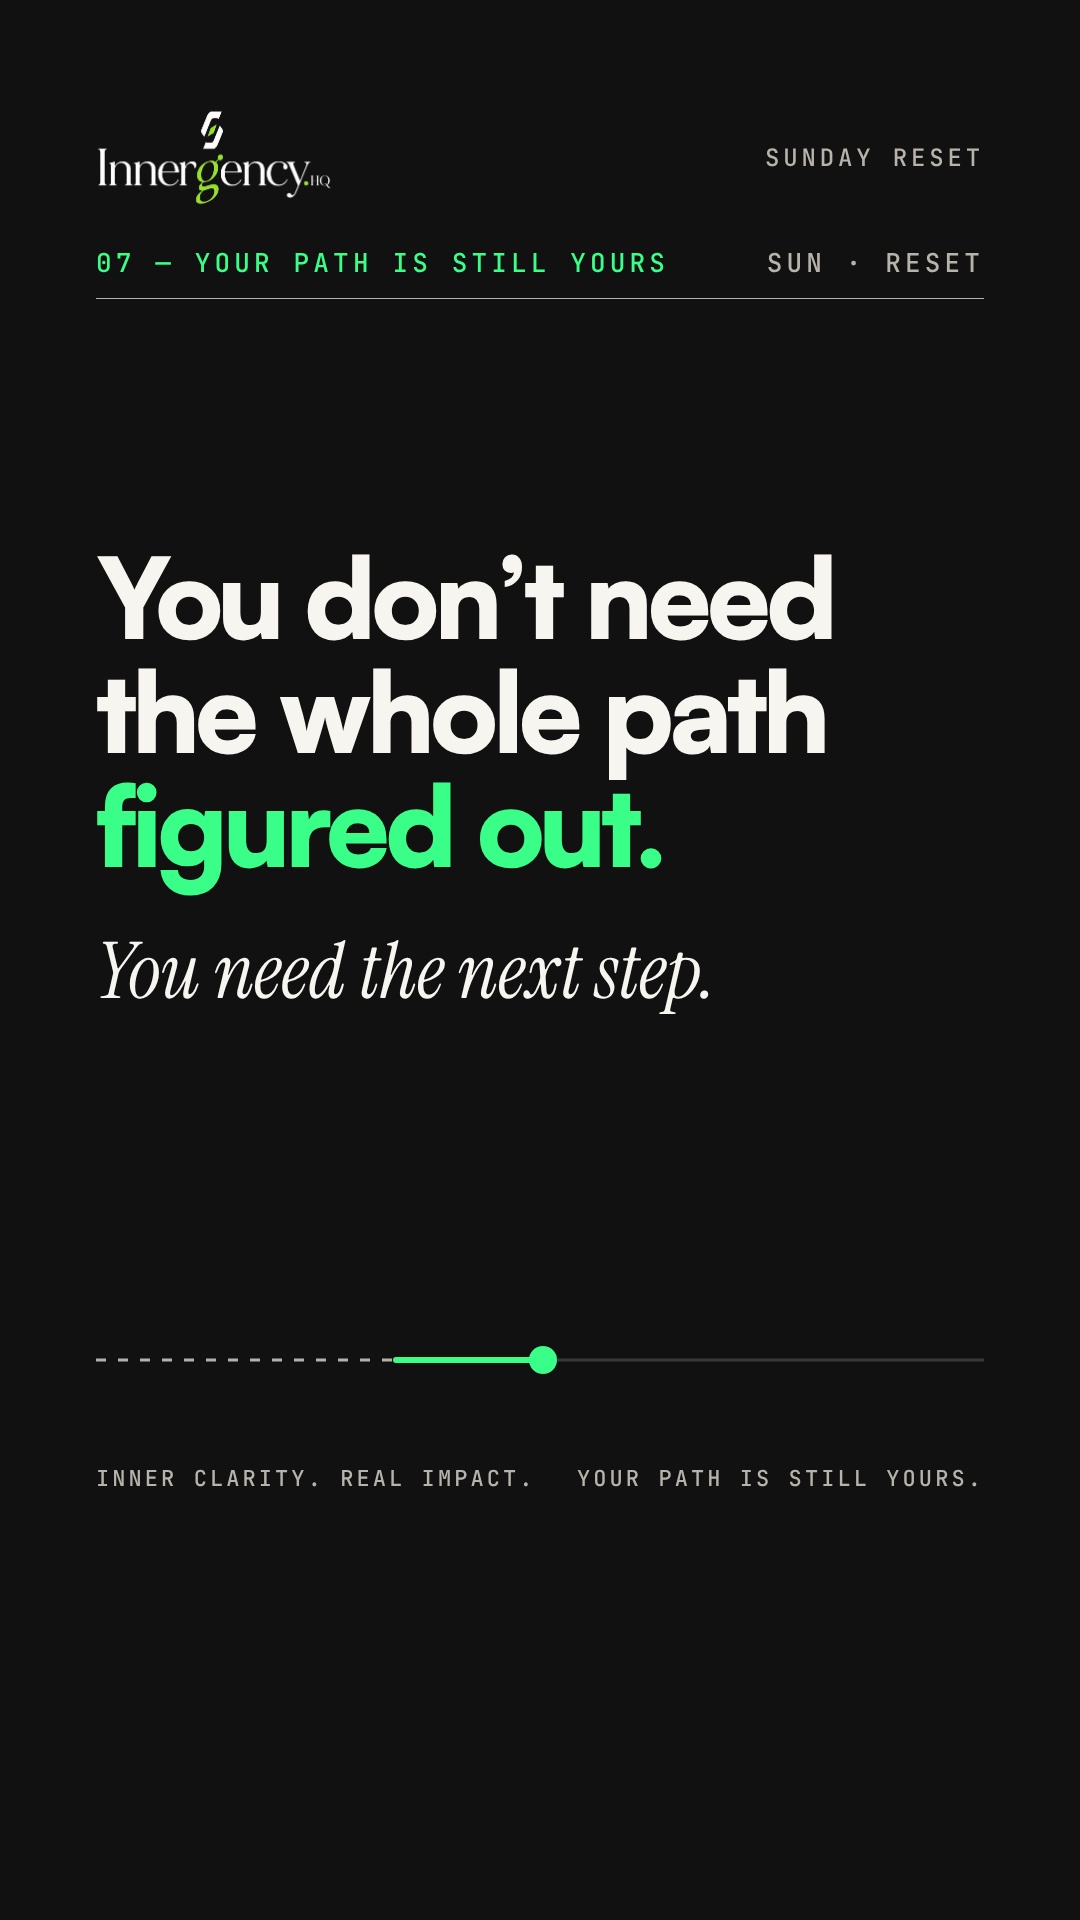 Innergency.HQ
SUNDAY RESET
07 — YOUR PATH IS STILL YOURS
SUN · RESET
You don’t need
the whole path
figured out.
You need the next step.
INNER CLARITY. REAL IMPACT.
YOUR PATH IS STILL YOURS.